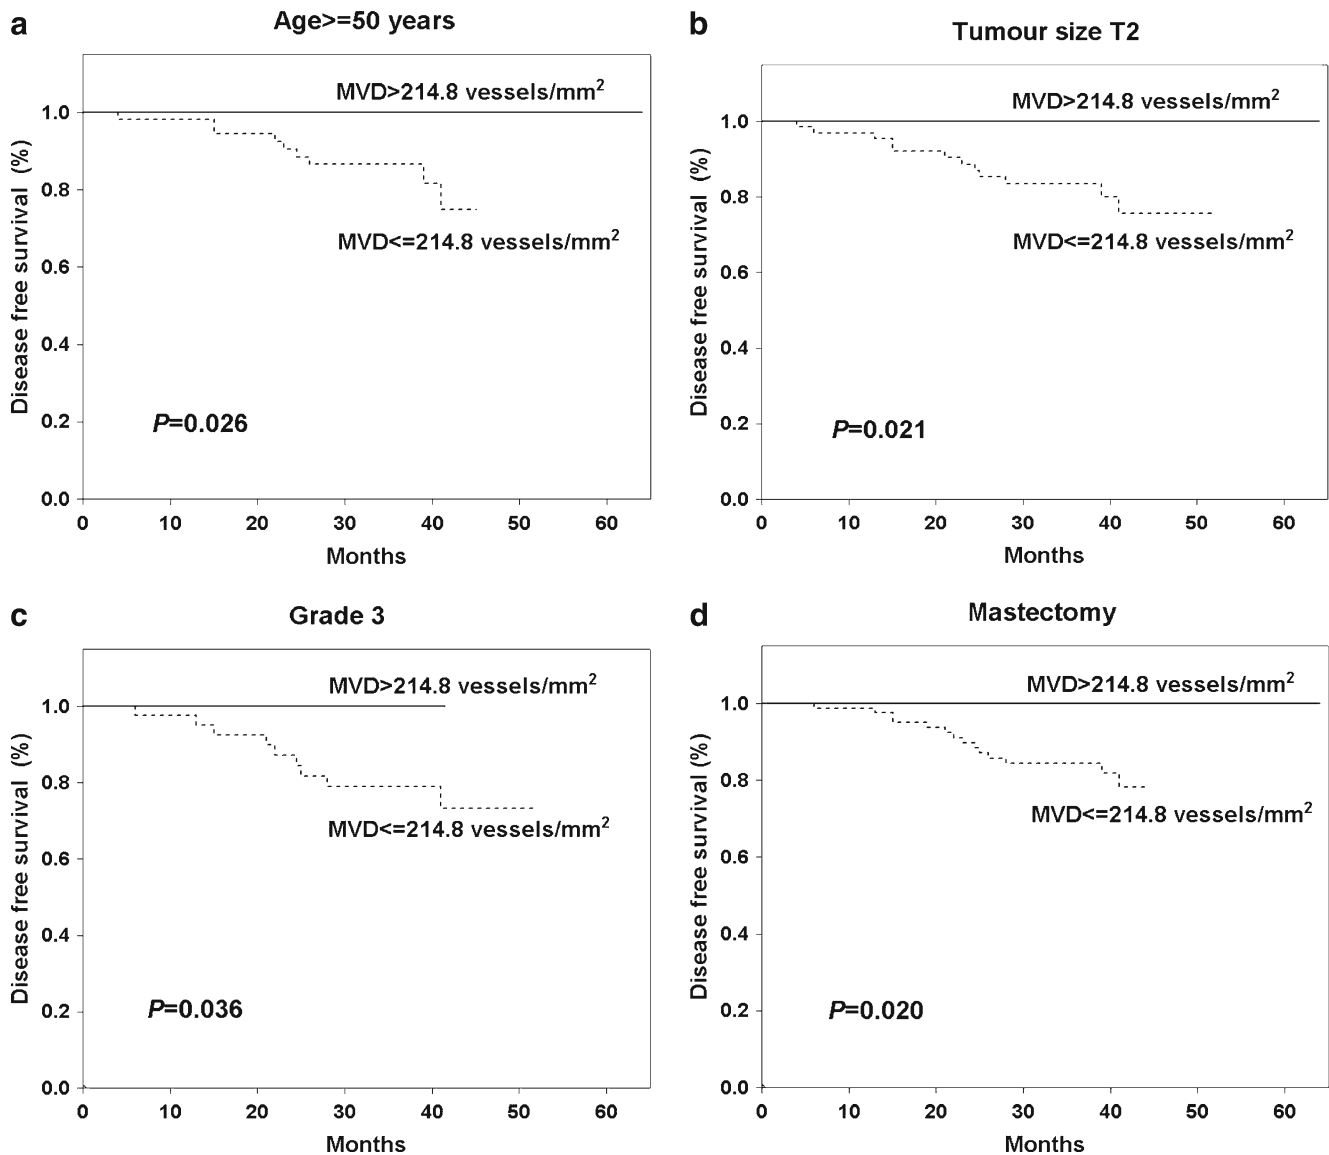 a
Age>=50 years
MVD>214.8 vessels/mm²
MVD<=214.8 vessels/mm²
P=0.026
Disease free survival (%)
1.0
0.8
0.6
0.4
0.2
0.0
0 10 20 30 40 50 60
Months
b
Tumour size T2
MVD>214.8 vessels/mm²
MVD<=214.8 vessels/mm²
P=0.021
Disease free survival (%)
1.0
0.8
0.6
0.4
0.2
0.0
0 10 20 30 40 50 60
Months
c
Grade 3
MVD>214.8 vessels/mm²
MVD<=214.8 vessels/mm²
P=0.036
Disease free survival (%)
1.0
0.8
0.6
0.4
0.2
0.0
0 10 20 30 40 50 60
Months
d
Mastectomy
MVD>214.8 vessels/mm²
MVD<=214.8 vessels/mm²
P=0.020
Disease free survival (%)
1.0
0.8
0.6
0.4
0.2
0.0
0 10 20 30 40 50 60
Months